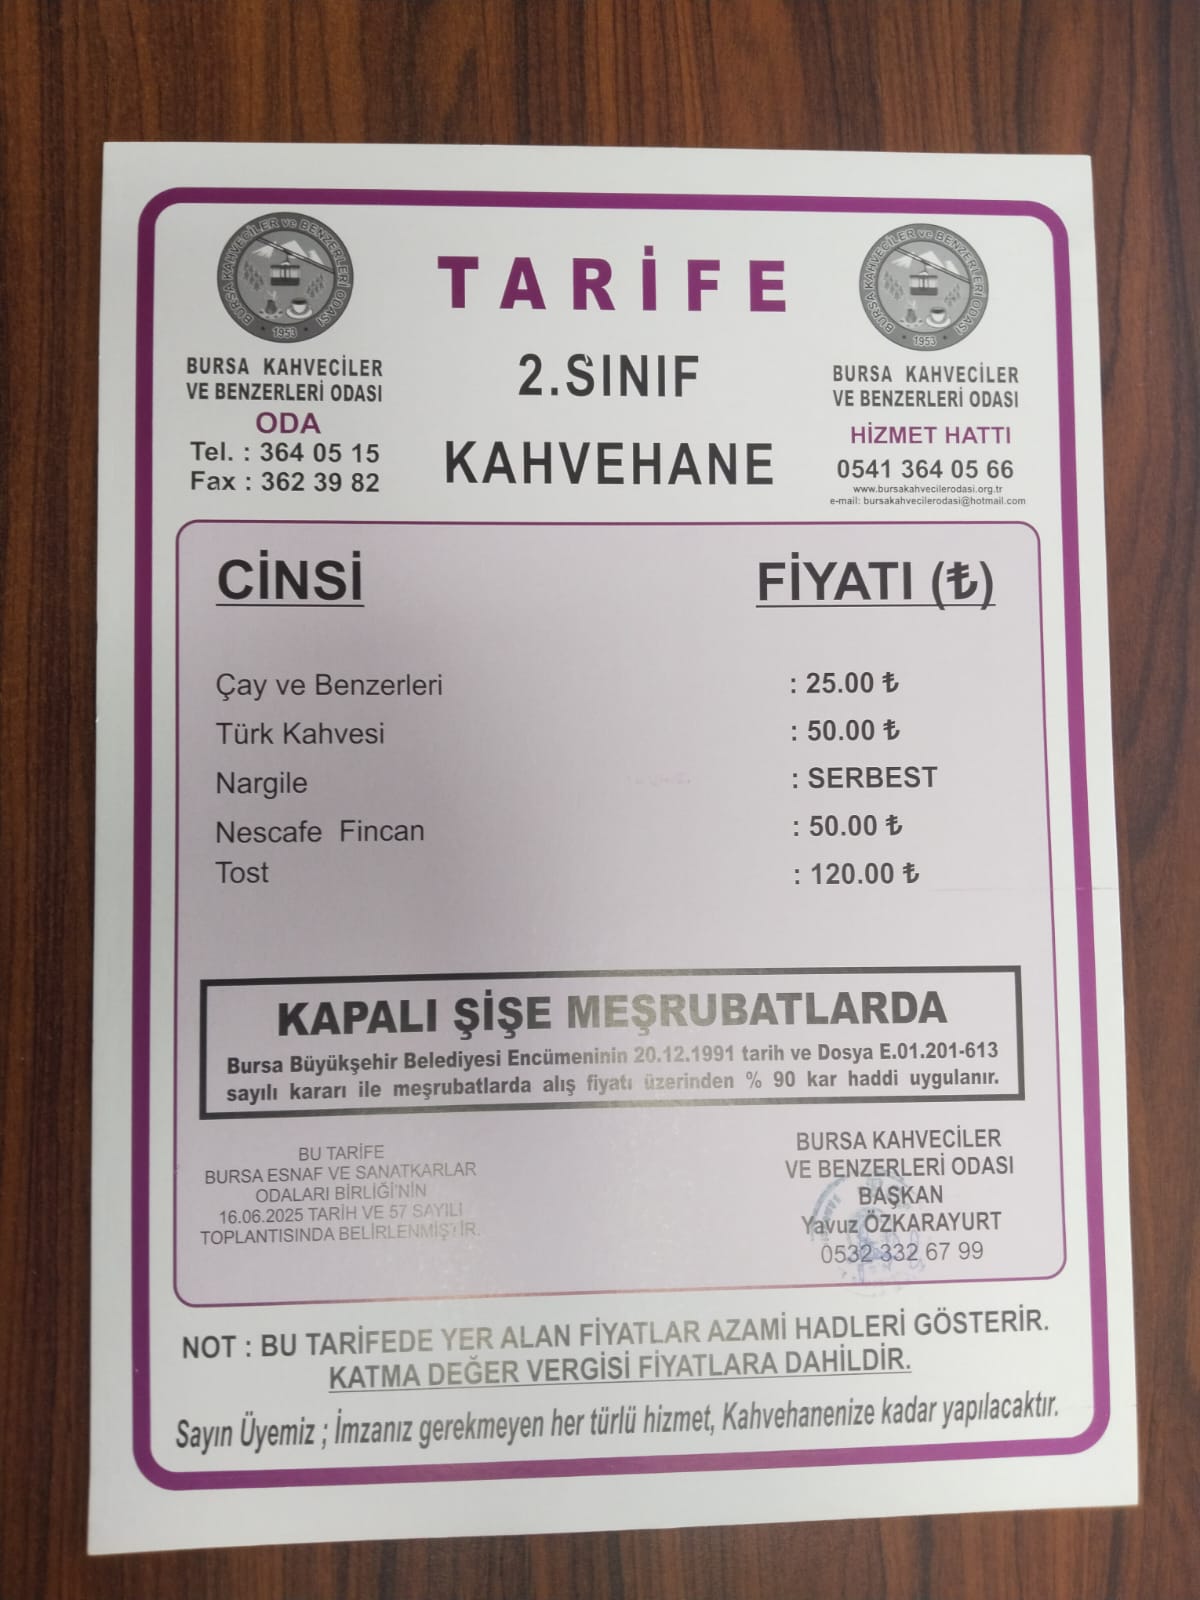 BURSA KAHVECİLER ve BENZERLERİ ODASI
1953
BURSA KAHVECİLER
VE BENZERLERİ ODASI
ODA
Tel. : 364 05 15
Fax : 362 39 82
TARİFE
2.SINIF
KAHVEHANE
BURSA KAHVECİLER ve BENZERLERİ ODASI
1953
BURSA KAHVECİLER
VE BENZERLERİ ODASI
HİZMET HATTI
0541 364 05 66
www.bursakahvecilerodasi.org.tr
e-mail: bursakahvecilerodasi@hotmail.com
CİNSİ FİYATI (₺)
Çay ve Benzerleri : 25.00 ₺
Türk Kahvesi : 50.00 ₺
Nargile : SERBEST
Nescafe Fincan : 50.00 ₺
Tost : 120.00 ₺
KAPALI ŞİŞE MEŞRUBATLARDA
Bursa Büyükşehir Belediyesi Encümeninin 20.12.1991 tarih ve Dosya E.01.201-613
sayılı kararı ile meşrubatlarda alış fiyatı üzerinden % 90 kar haddi uygulanır.
BU TARİFE
BURSA ESNAF VE SANATKARLAR
ODALARI BİRLİĞİ'NİN
16.06.2025 TARİH VE 57 SAYILI
TOPLANTISINDA BELİRLENMİŞTİR.
BURSA KAHVECİLER
VE BENZERLERİ ODASI
BAŞKAN
Yavuz ÖZKARAYURT
0532 332 67 99
NOT : BU TARİFEDE YER ALAN FİYATLAR AZAMİ HADLERİ GÖSTERİR.
KATMA DEĞER VERGİSİ FİYATLARA DAHİLDİR.
Sayın Üyemiz ; İmzanız gerekmeyen her türlü hizmet, Kahvehanenize kadar yapılacaktır.